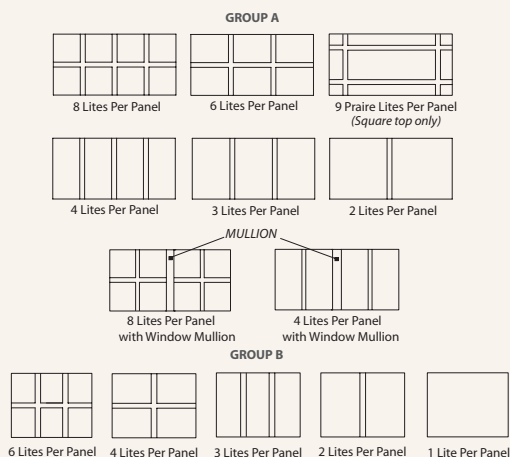 GROUP A
8 Lites Per Panel
6 Lites Per Panel
9 Praire Lites Per Panel
(Square top only)
4 Lites Per Panel
3 Lites Per Panel
2 Lites Per Panel
MULLION
8 Lites Per Panel
with Window Mullion
4 Lites Per Panel
with Window Mullion
GROUP B
6 Lites Per Panel
4 Lites Per Panel
3 Lites Per Panel
2 Lites Per Panel
1 Lite Per Panel